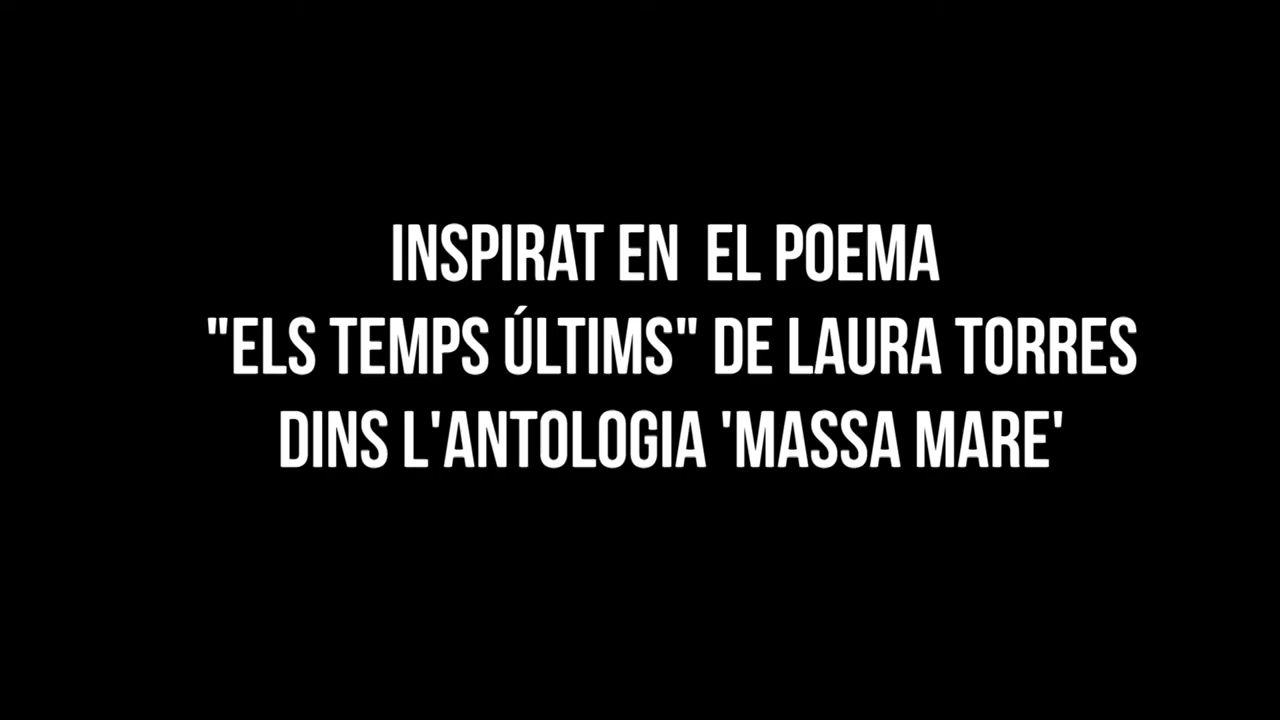 INSPIRAT EN  EL POEMA
"ELS TEMPS ÚLTIMS" DE LAURA TORRES
DINS L'ANTOLOGIA 'MASSA MARE'